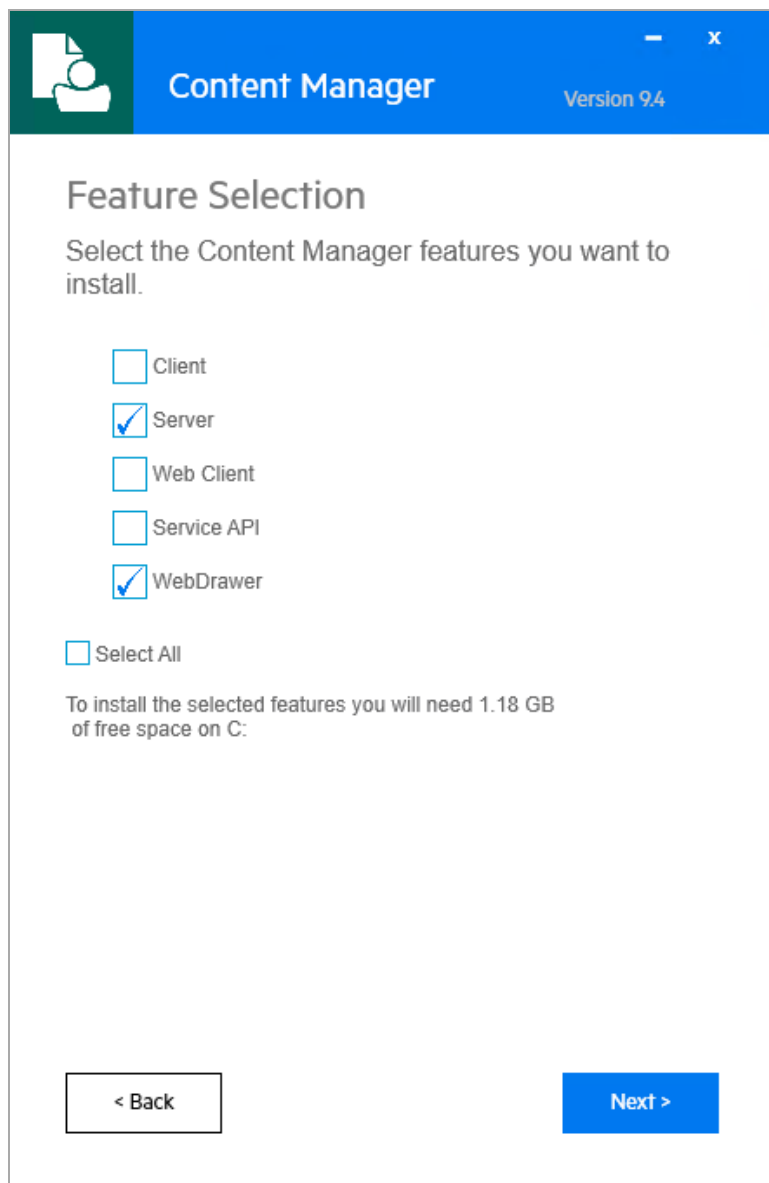 x
Content Manager
Version 9.4
Feature Selection
Select the Content Manager features you want to
install.
Client
Server
Web Client
Service API
WebDrawer
Select All
To install the selected features you will need 1.18 GB
of free space on C:
< Back
Next >